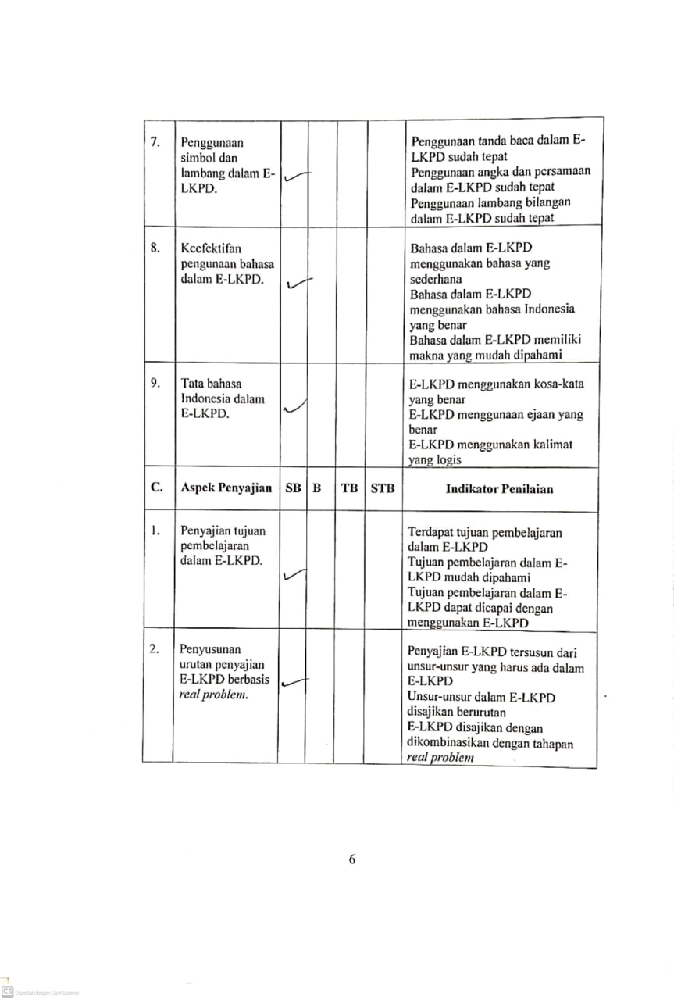 7.
Penggunaan
simbol dan
lambang dalam E-
LKPD.
Penggunaan tanda baca dalam E-
LKPD sudah tepat
Penggunaan angka dan persamaan
dalam E-LKPD sudah tepat
Penggunaan lambang bilangan
dalam E-LKPD sudah tepat
8.
Keefektifan
pengunaan bahasa
dalam E-LKPD.
Bahasa dalam E-LKPD
menggunakan bahasa yang
sederhana
Bahasa dalam E-LKPD
menggunakan bahasa Indonesia
yang benar
Bahasa dalam E-LKPD memiliki
makna yang mudah dipahami
9.
Tata bahasa
Indonesia dalam
E-LKPD.
E-LKPD menggunakan kosa-kata
yang benar
E-LKPD menggunaan ejaan yang
benar
E-LKPD menggunakan kalimat
yang logis
C. Aspek Penyajian SB B TB STB Indikator Penilaian
1.
Penyajian tujuan
pembelajaran
dalam E-LKPD.
Terdapat tujuan pembelajaran
dalam E-LKPD
Tujuan pembelajaran dalam E-
LKPD mudah dipahami
Tujuan pembelajaran dalam E-
LKPD dapat dicapai dengan
menggunakan E-LKPD
2.
Penyusunan
urutan penyajian
E-LKPD berbasis
real problem.
Penyajian E-LKPD tersusun dari
unsur-unsur yang harus ada dalam
E-LKPD
Unsur-unsur dalam E-LKPD
disajikan berurutan
E-LKPD disajikan dengan
dikombinasikan dengan tahapan
real problem
6
CS Dipindai dengan CamScanner